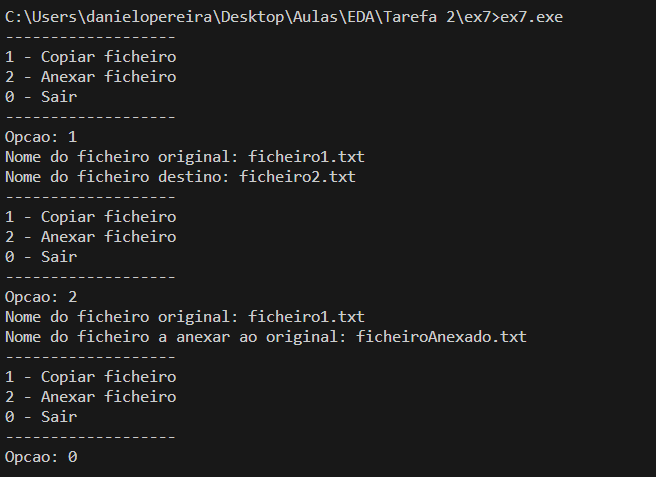 C:\Users\danielopereira\Desktop\Aulas\EDA\Tarefa 2\ex7>ex7.exe
-------------------
1 - Copiar ficheiro
2 - Anexar ficheiro
0 - Sair
-------------------
Opcao: 1
Nome do ficheiro original: ficheiro1.txt
Nome do ficheiro destino: ficheiro2.txt
-------------------
1 - Copiar ficheiro
2 - Anexar ficheiro
0 - Sair
-------------------
Opcao: 2
Nome do ficheiro original: ficheiro1.txt
Nome do ficheiro a anexar ao original: ficheiroAnexado.txt
-------------------
1 - Copiar ficheiro
2 - Anexar ficheiro
0 - Sair
-------------------
Opcao: 0